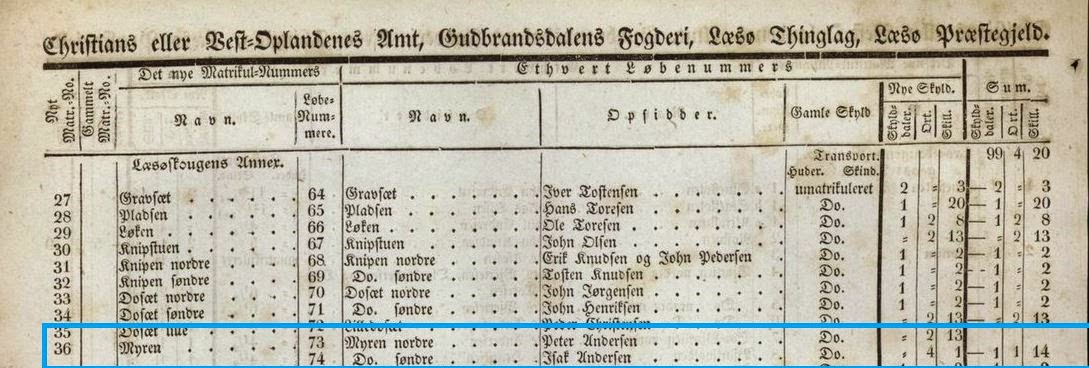 Christians eller Vest-Oplandenes Amt, Gudbrandsdalens Fogderi, Læsø Thinglag, Læsø Præstegjeld.
Nyt Matr.-No. Gammelt Matr.-No. Det nye Matrikul-Nummers Ethvert Løbenummers Nye Skyld. Sum.
Navn. Løbe-Num-mere. Navn. Opsidder. Gamle Skyld Skyld-daler. Ort. Skill. Skyld-daler. Ort. Skill.
Læsøskougens Annex. Transport. 99 4 20
Huder. Skind.
27 Gravsæt 64 Gravsæt Iver Tostensen umatrikuleret 2 = 3 — 2 = 3
28 Pladsen 65 Pladsen Hans Toresen Do. 1 = 20 — 1 = 20
29 Løken 66 Løken Ole Toresen Do. 1 2 8 — 1 2 8
30 Knipstuen 67 Knipstuen John Olsen Do. = 2 13 — = 2 13
31 Knipen nordre 68 Knipen nordre Erik Knudsen og John Pedersen Do. 1 = 2 — 1 = 2
32 Knipen søndre 69 Do. søndre Tosten Knudsen Do. 1 = 2 — 1 = 2
33 Dosæt nordre 70 Dosæt nordre John Jørgensen Do. 1 = 2 — 1 = 2
34 Dosæt søndre 71 Do. søndre John Henriksen Do. 1 = 2 — 1 = 2
35 Dosæt 72 Peder Christensen = 2 13 — = 2 13
36 Myren 73 Myren nordre Peter Andersen Do. = 2 13
74 Do. søndre Isak Andersen Do. = 4 1 — 1 1 14